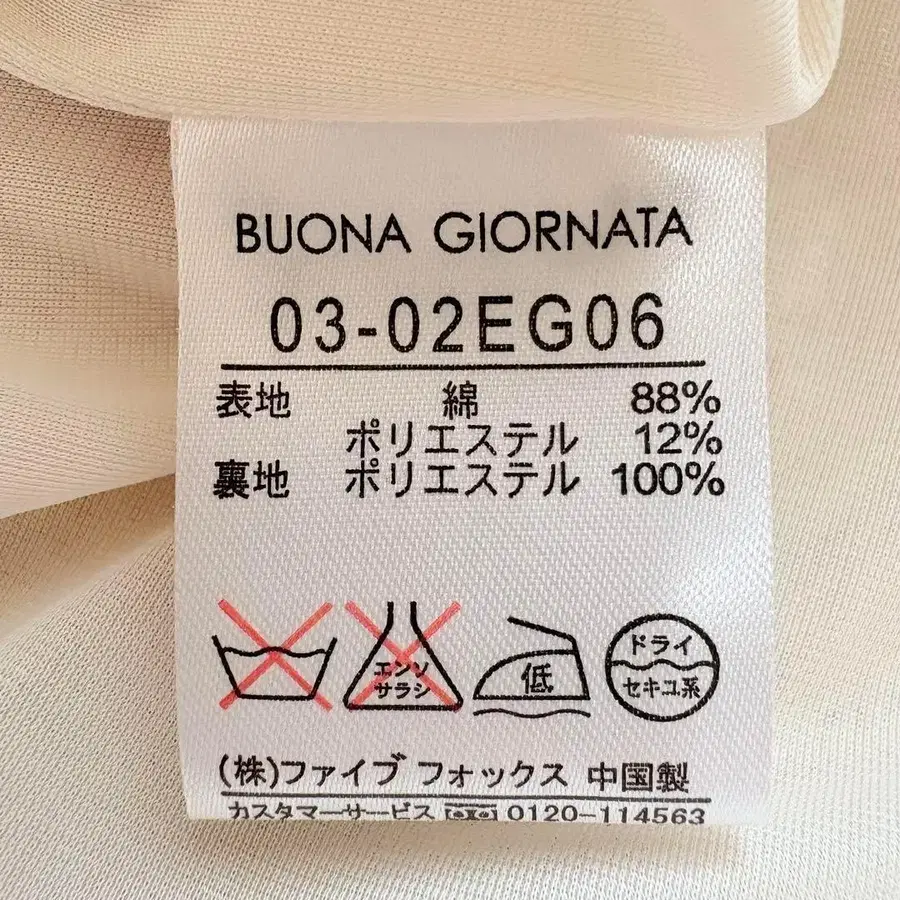 BUONA GIORNATA
03-02EG06
表地 綿 88%
ポリエステル 12%
裏地 ポリエステル 100%
エンソ
サラシ
低
ドライ
セキユ系
(株)ファイブ フォックス 中国製
カスタマーサービス 0120-114563